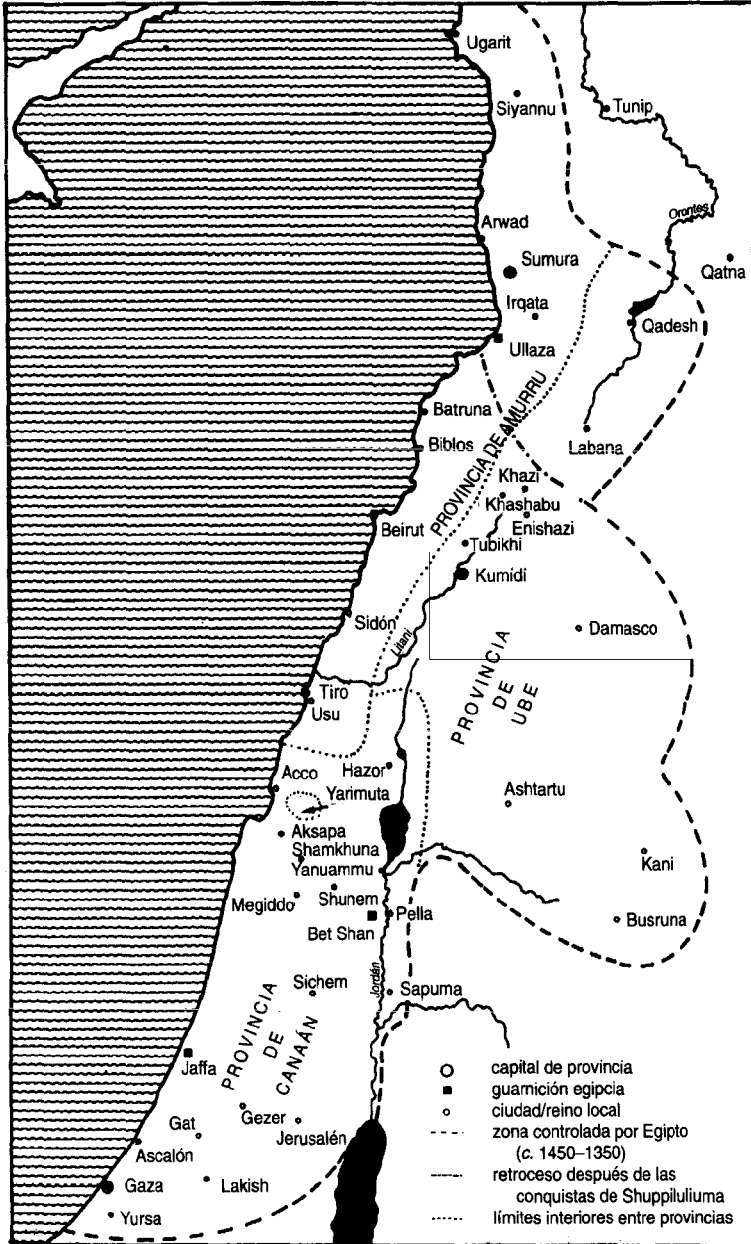 Ugarit
Siyannu
Tunip
Orontes
Arwad
Sumura
Qatna
Irqata
Qadesh
Ullaza
PROVINCIA DE AMURRU
Batruna
Labana
Biblos
Khazi
Khashabu
Enishazi
Beirut
Tubikhi
Kumidi
Sidón
Damasco
Litani
PROVINCIA
DE
UBE
Tiro
Usu
Hazor
Acco
Yarimuta
Ashtartu
Aksapa
Shamkhuna
Kani
Yanuammu
Shunem
Megiddo
Pella
Busruna
Bet Shan
Jordán
Sichem
Sapuma
PROVINCIA
DE
CANAÁN
Jaffa
Gezer
Gat
Jerusalén
Ascalón
Gaza
Lakish
Yursa
capital de provincia
guarnición egipcia
ciudad/reino local
zona controlada por Egipto
(c. 1450–1350)
retroceso después de las
conquistas de Shuppiluliuma
límites interiores entre provincias